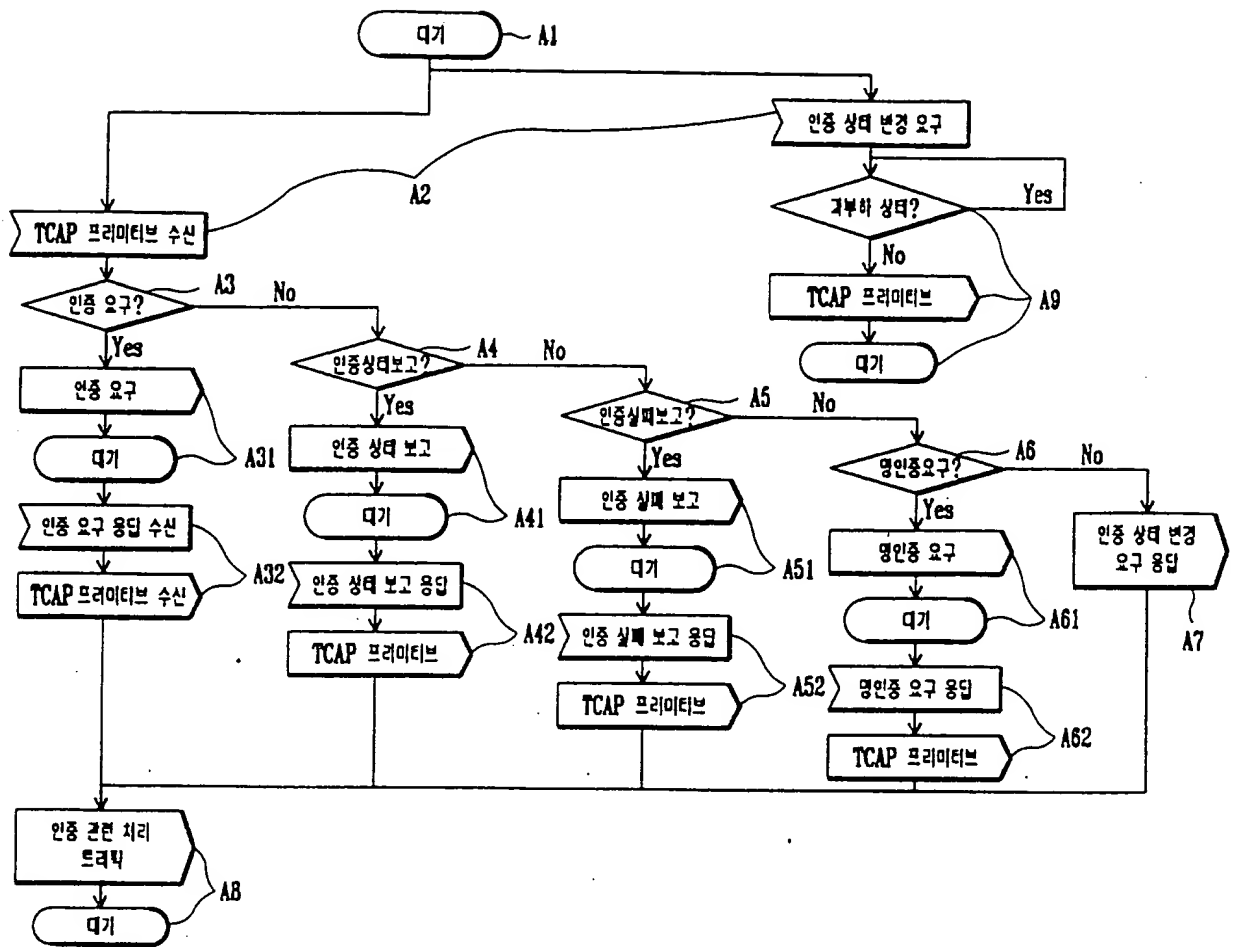 대기
A1
인증 상태 변경 요구
A2
과부하 상태?
Yes
No
TCAP 프리미티브
A9
대기
TCAP 프리미티브 수신
인증 요구?
A3
No
Yes
인증 요구
대기
A31
인증 요구 응답 수신
A32
TCAP 프리미티브 수신
인증상태보고?
A4
No
Yes
인증 상태 보고
대기
A41
인증 상태 보고 응답
A42
TCAP 프리미티브
인증실패보고?
A5
No
Yes
인증 실패 보고
대기
A51
인증 실패 보고 응답
A52
TCAP 프리미티브
명인증요구?
A6
No
Yes
명인증 요구
대기
A61
명인증 요구 응답
A62
TCAP 프리미티브
인증 상태 변경
요구 응답
A7
인증 관련 처리
트래픽
A8
대기